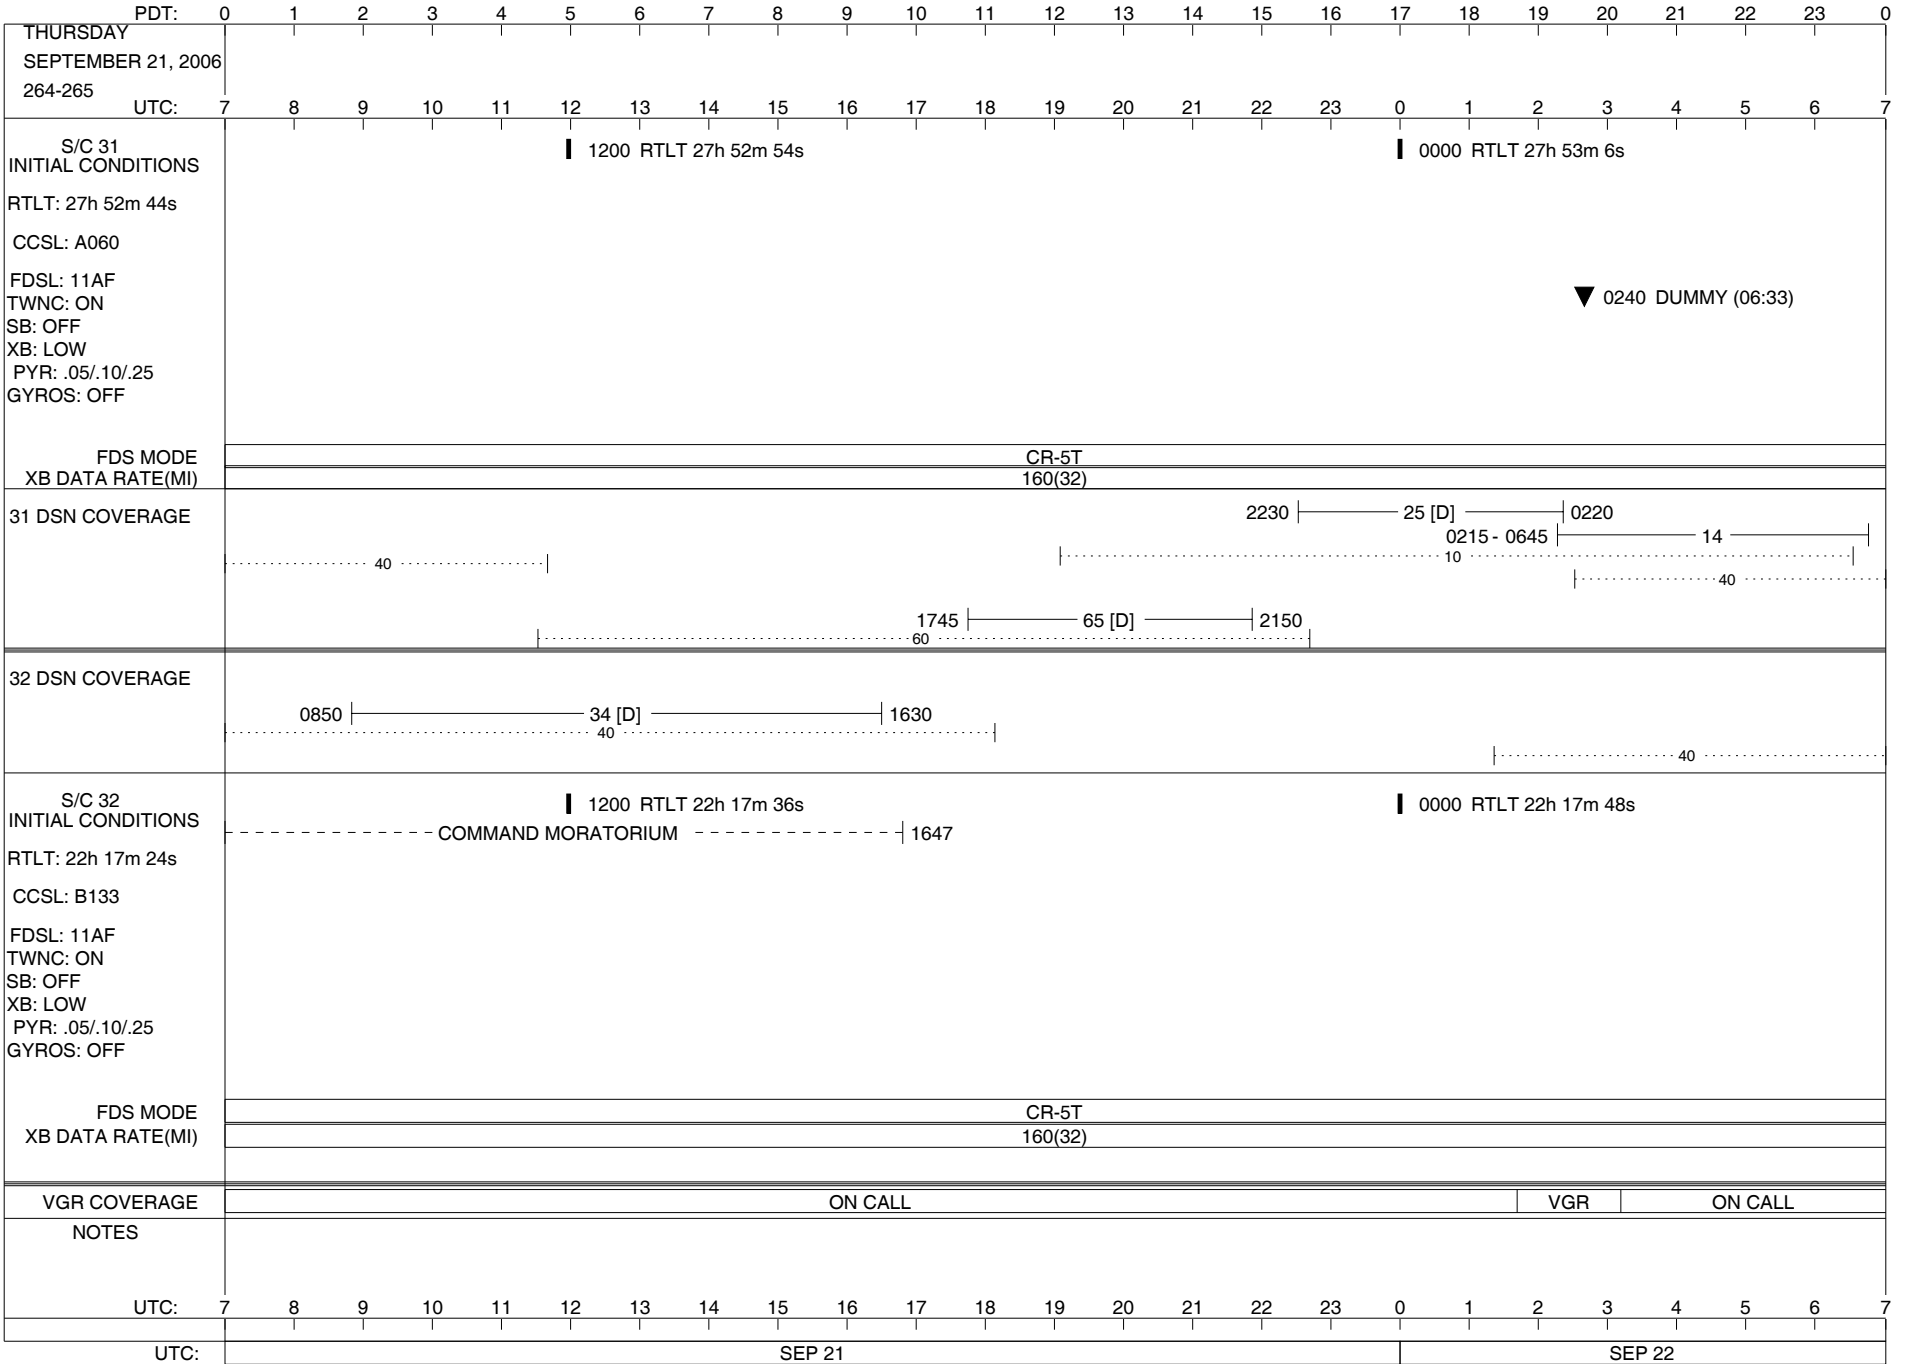 PDT: 0 1 2 3 4 5 6 7 8 9 10 11 12 13 14 15 16 17 18 19 20 21 22 23 0
THURSDAY
SEPTEMBER 21, 2006
264-265
UTC: 7 8 9 10 11 12 13 14 15 16 17 18 19 20 21 22 23 0 1 2 3 4 5 6 7
S/C 31
INITIAL CONDITIONS
1200 RTLT 27h 52m 54s
0000 RTLT 27h 53m 6s
RTLT: 27h 52m 44s
CCSL: A060
FDSL: 11AF
TWNC: ON
0240 DUMMY (06:33)
SB: OFF
XB: LOW
PYR: .05/.10/.25
GYROS: OFF
FDS MODE CR-5T
XB DATA RATE(MI) 160(32)
31 DSN COVERAGE
2230 25 [D] 0220
0215 - 0645 14
10
40
40
1745 65 [D] 2150
60
32 DSN COVERAGE
0850 34 [D] 1630
40
40
S/C 32
INITIAL CONDITIONS
1200 RTLT 22h 17m 36s
0000 RTLT 22h 17m 48s
COMMAND MORATORIUM 1647
RTLT: 22h 17m 24s
CCSL: B133
FDSL: 11AF
TWNC: ON
SB: OFF
XB: LOW
PYR: .05/.10/.25
GYROS: OFF
FDS MODE CR-5T
XB DATA RATE(MI) 160(32)
VGR COVERAGE ON CALL VGR ON CALL
NOTES
UTC: 7 8 9 10 11 12 13 14 15 16 17 18 19 20 21 22 23 0 1 2 3 4 5 6 7
UTC: SEP 21 SEP 22